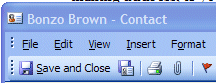 Bonzo Brown - Contact
File Edit View Insert Format
Save and Close